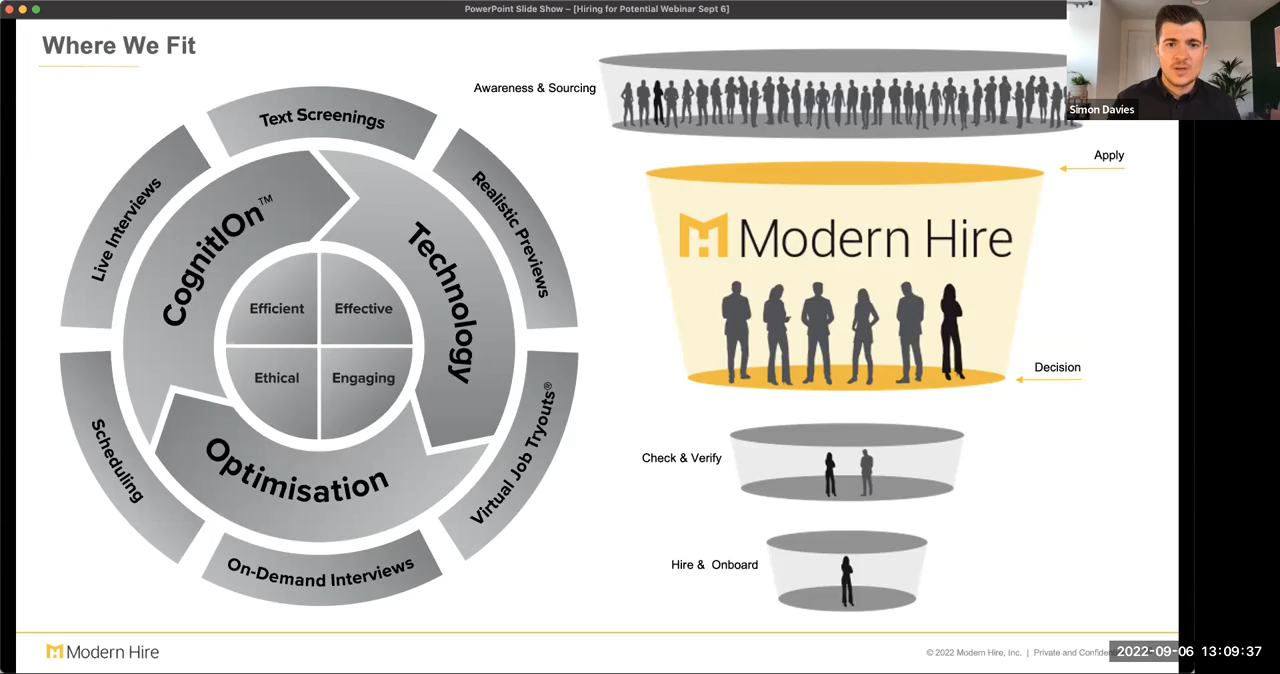 PowerPoint Slide Show – [Hiring for Potential Webinar Sept 6]
Where We Fit
Simon Davies
Awareness & Sourcing
Text Screenings
Realistic Previews
Virtual Job Tryouts®
On-Demand Interviews
Scheduling
Live Interviews
CognitIOn™
Technology
Optimisation
Efficient
Effective
Ethical
Engaging
Apply
Modern Hire
Decision
Check & Verify
Hire & Onboard
Modern Hire
© 2022 Modern Hire, Inc. | Private and
2022-09-06 13:09:37